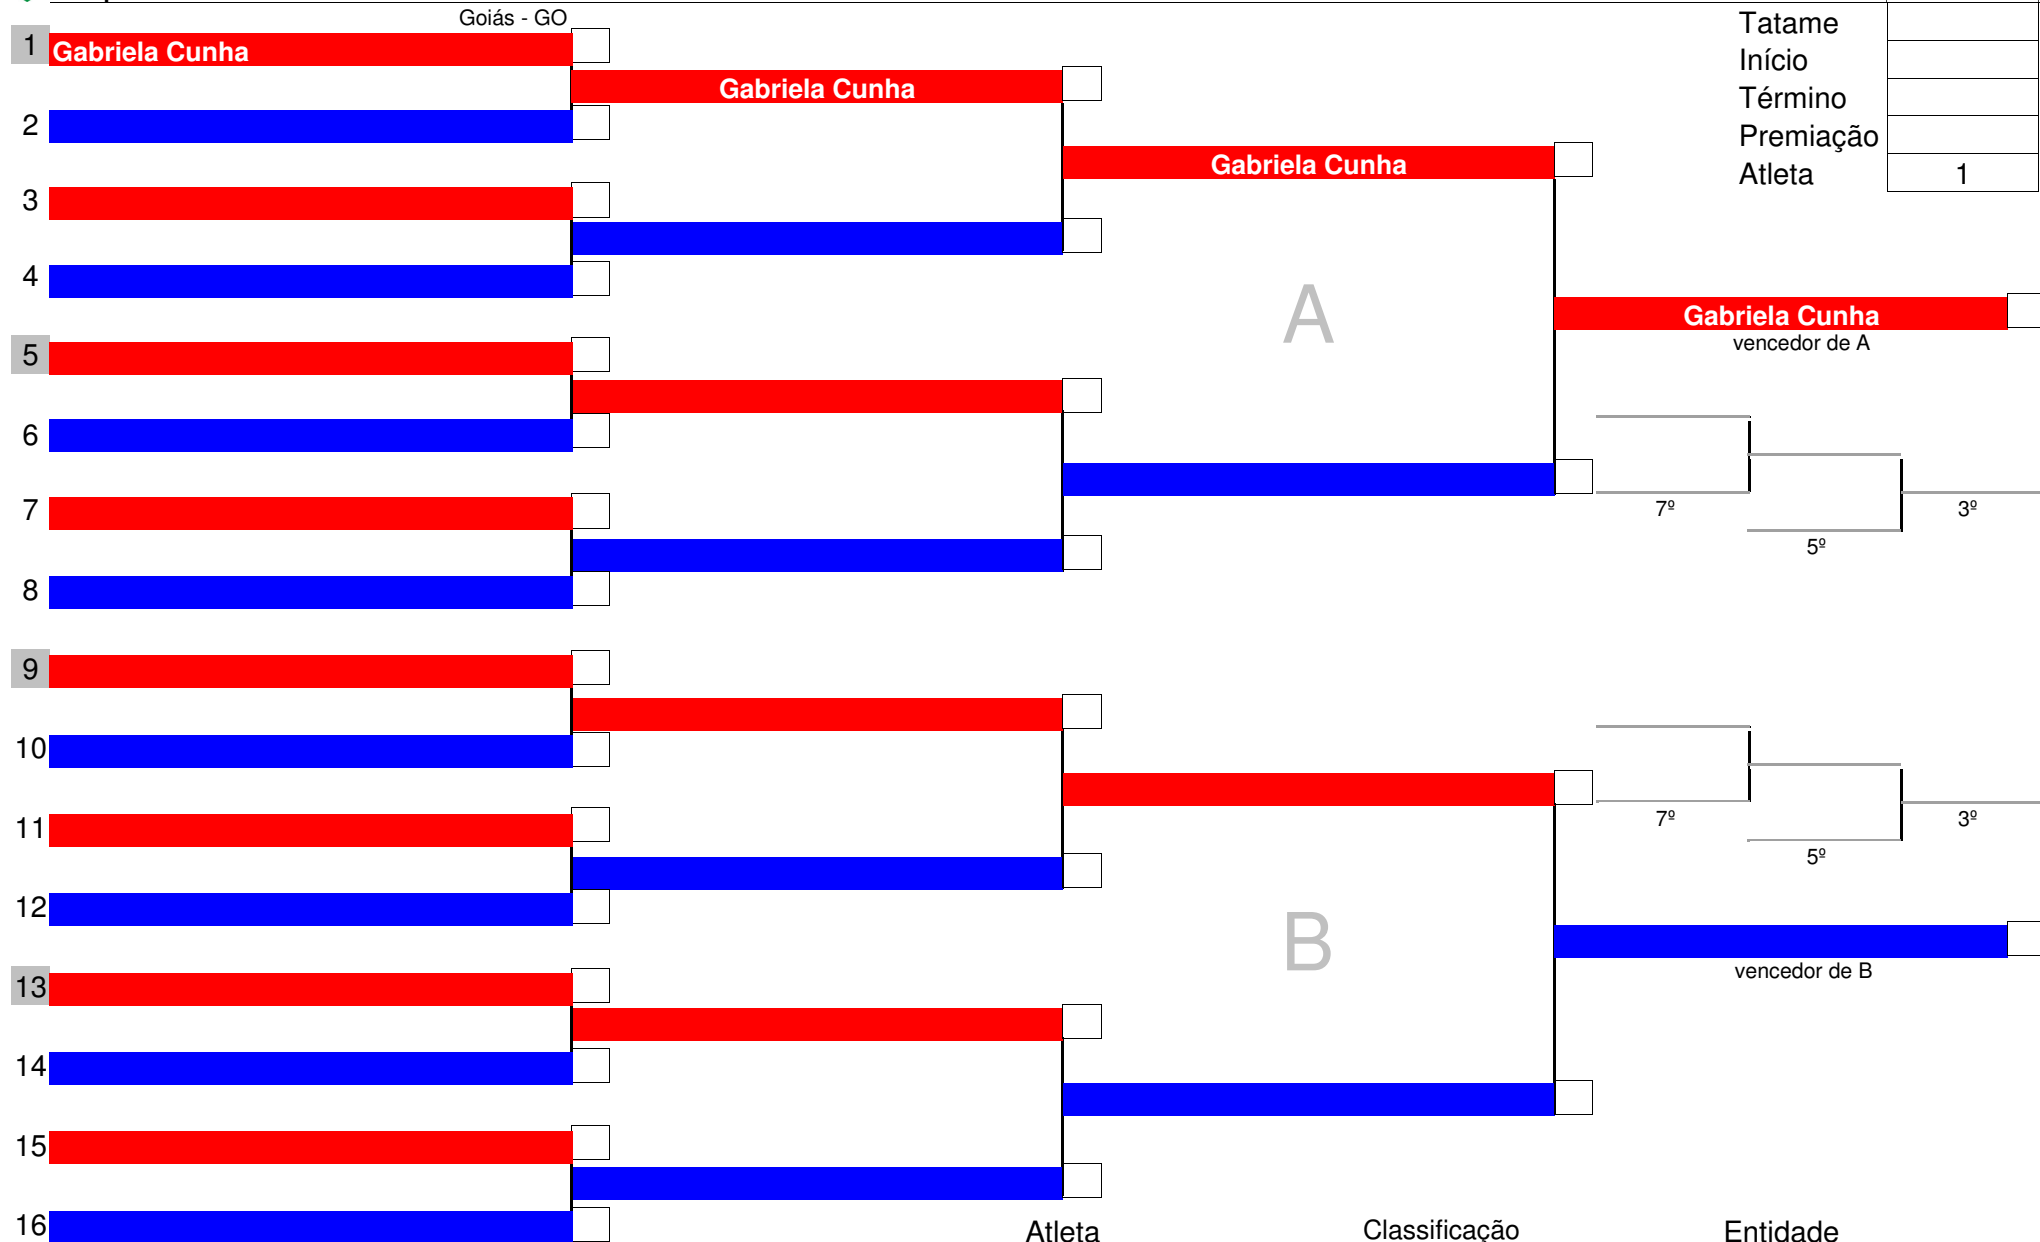 Goiás - GO
1 Gabriela Cunha
Gabriela Cunha
2
Gabriela Cunha
3
4
Gabriela Cunha
vencedor de A
A
5
6
7
8
7º
5º
3º
9
10
11
12
7º
5º
3º
B
vencedor de B
13
14
15
16
Tatame
Início
Término
Premiação
Atleta 1
Atleta Classificação Entidade